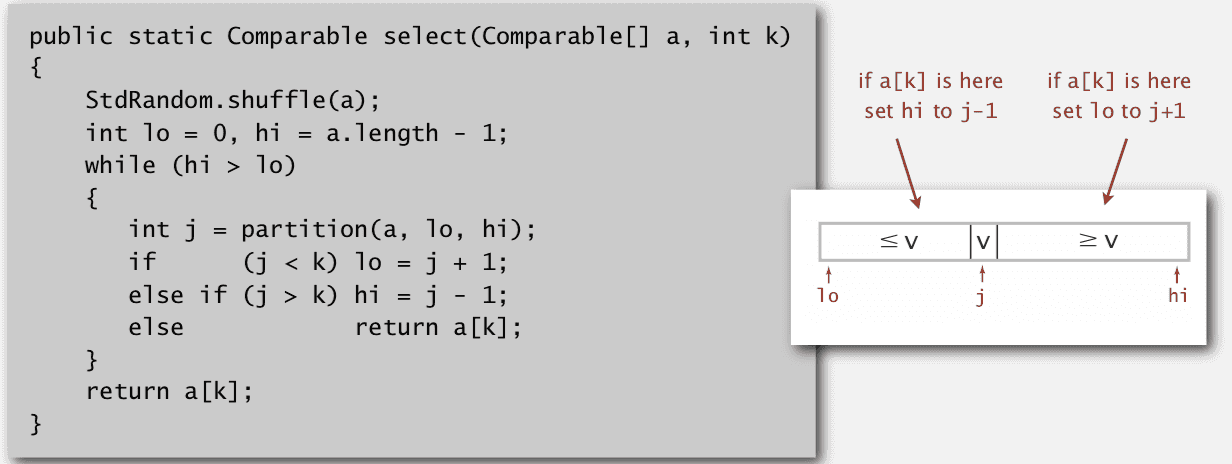 public static Comparable select(Comparable[] a, int k)
{
    StdRandom.shuffle(a);
    int lo = 0, hi = a.length - 1;
    while (hi > lo)
    {
       int j = partition(a, lo, hi);
       if      (j < k) lo = j + 1;
       else if (j > k) hi = j - 1;
       else            return a[k];
    }
    return a[k];
}
if a[k] is here
set hi to j-1
if a[k] is here
set lo to j+1
≤ v v ≥ v
lo j hi